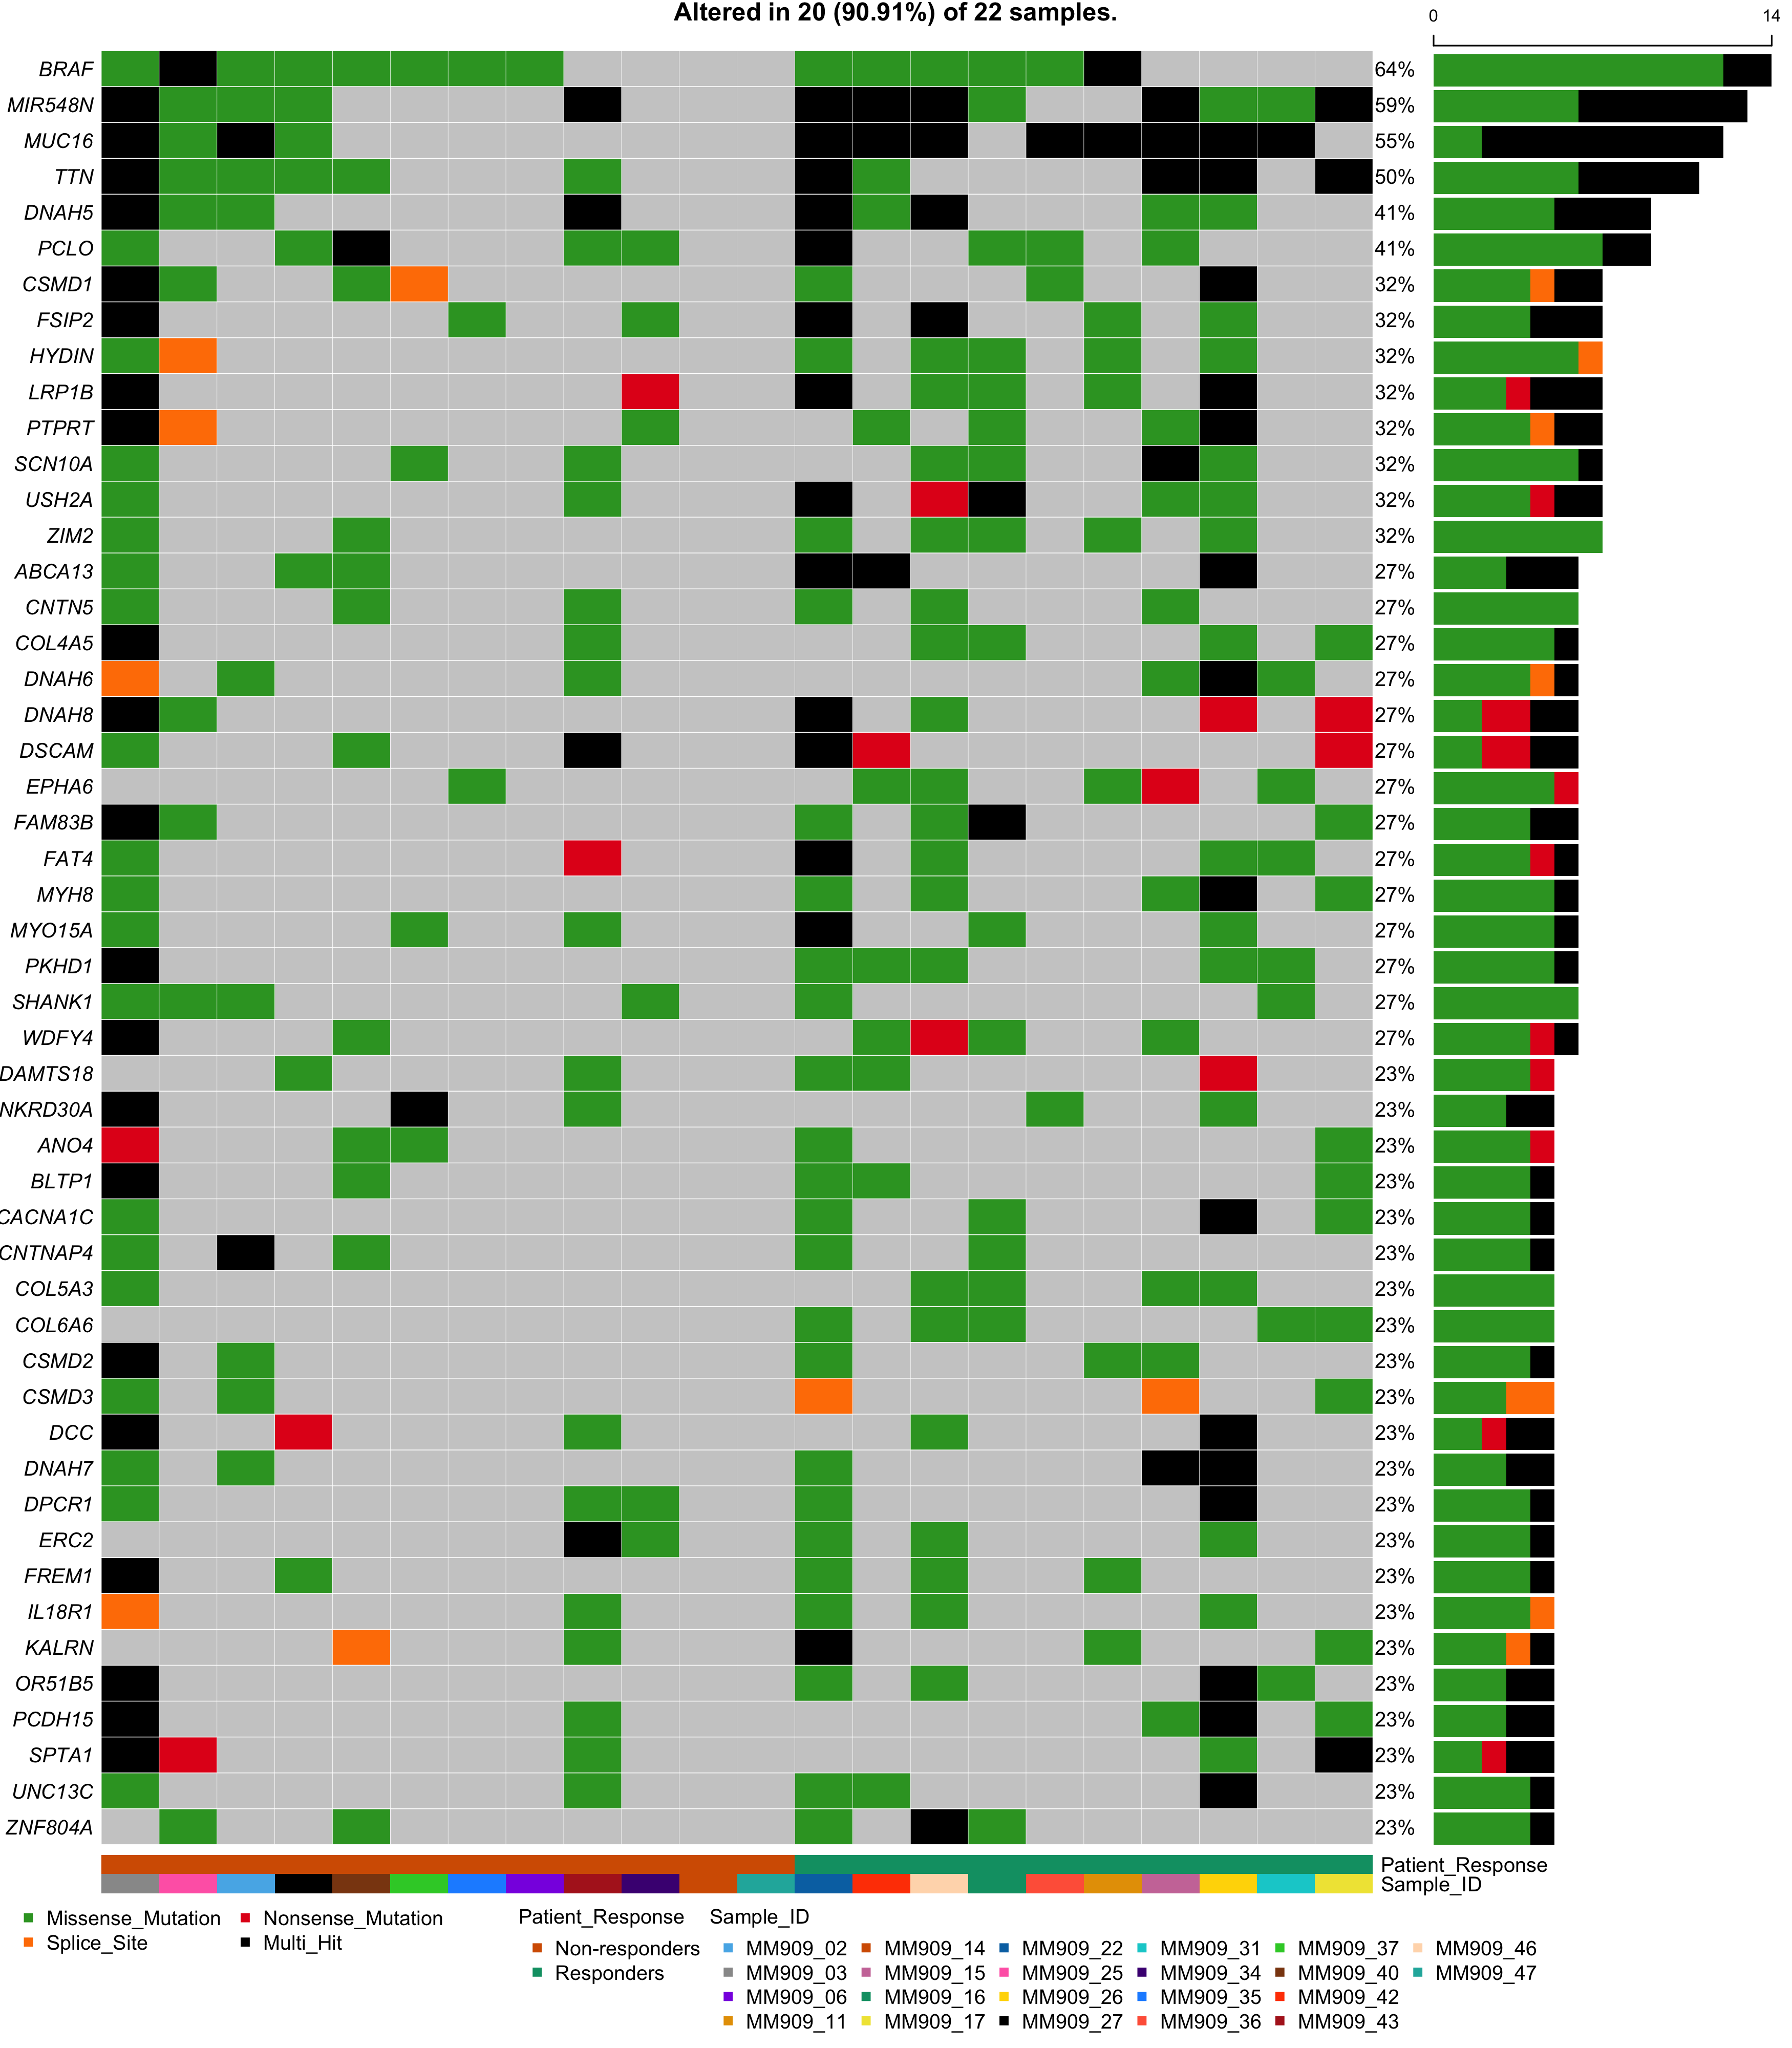 Altered in 20 (90.91%) of 22 samples.
0 14
BRAF 64%
MIR548N 59%
MUC16 55%
TTN 50%
DNAH5 41%
PCLO 41%
CSMD1 32%
FSIP2 32%
HYDIN 32%
LRP1B 32%
PTPRT 32%
SCN10A 32%
USH2A 32%
ZIM2 32%
ABCA13 27%
CNTN5 27%
COL4A5 27%
DNAH6 27%
DNAH8 27%
DSCAM 27%
EPHA6 27%
FAM83B 27%
FAT4 27%
MYH8 27%
MYO15A 27%
PKHD1 27%
SHANK1 27%
WDFY4 27%
DAMTS18 23%
NKRD30A 23%
ANO4 23%
BLTP1 23%
CACNA1C 23%
CNTNAP4 23%
COL5A3 23%
COL6A6 23%
CSMD2 23%
CSMD3 23%
DCC 23%
DNAH7 23%
DPCR1 23%
ERC2 23%
FREM1 23%
IL18R1 23%
KALRN 23%
OR51B5 23%
PCDH15 23%
SPTA1 23%
UNC13C 23%
ZNF804A 23%
Patient_Response
Sample_ID
Missense_Mutation Nonsense_Mutation Patient_Response Sample_ID
Splice_Site Multi_Hit
Non-responders MM909_02 MM909_14 MM909_22 MM909_31 MM909_37 MM909_46
Responders MM909_03 MM909_15 MM909_25 MM909_34 MM909_40 MM909_47
MM909_06 MM909_16 MM909_26 MM909_35 MM909_42
MM909_11 MM909_17 MM909_27 MM909_36 MM909_43